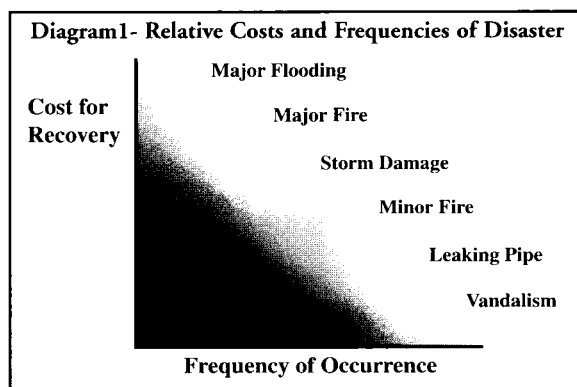 Diagram1- Relative Costs and Frequencies of Disaster
Major Flooding
Cost for
Recovery
Major Fire
Storm Damage
Minor Fire
Leaking Pipe
Vandalism
Frequency of Occurrence